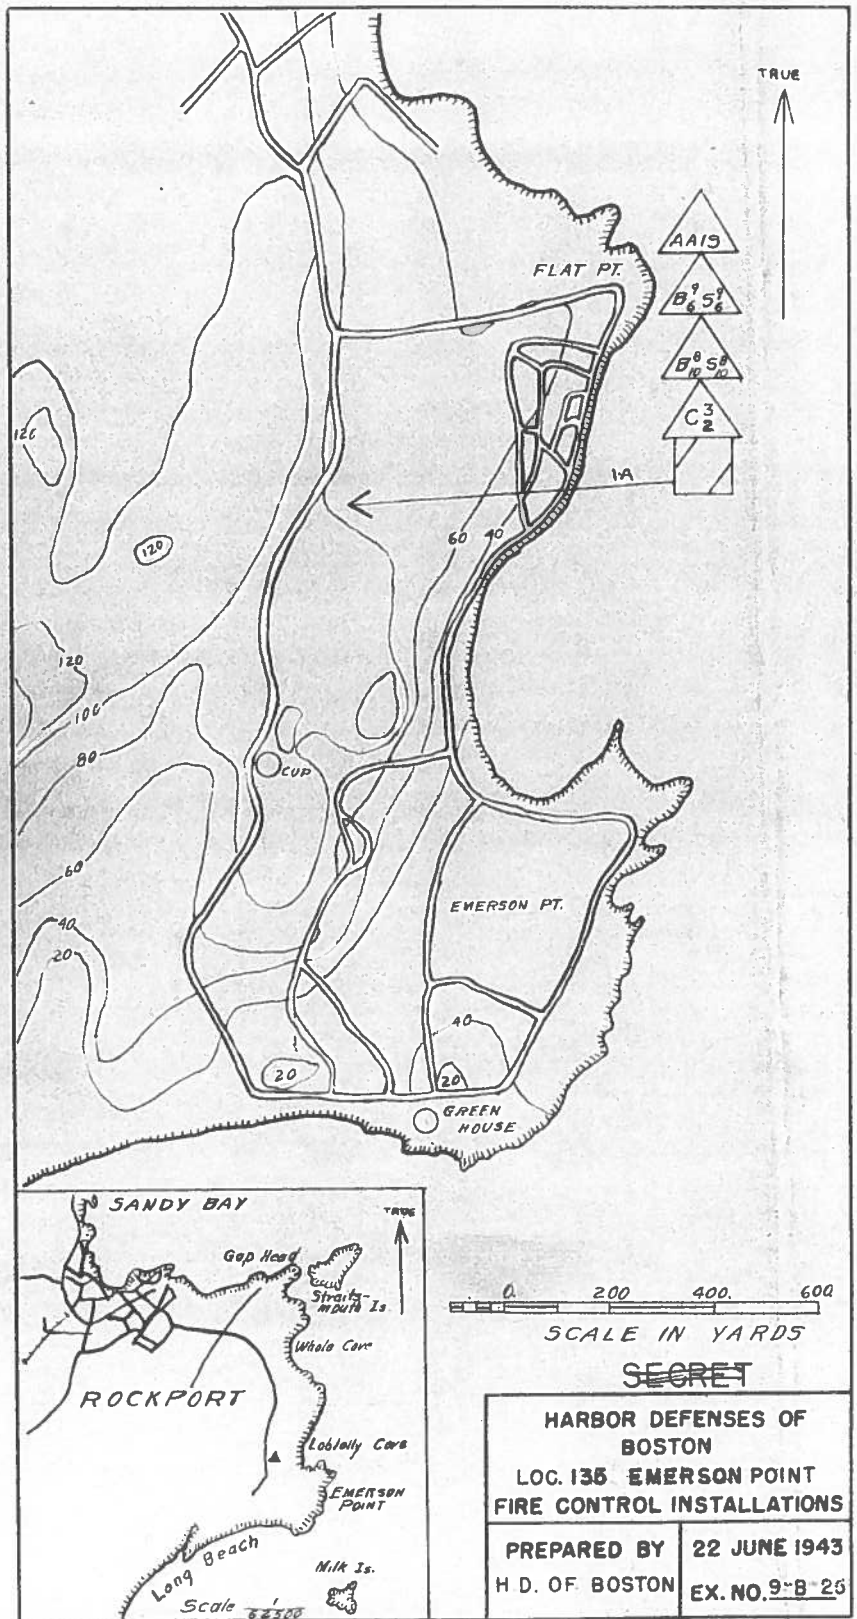 TRUE
AA19
FLAT PT.
B 9/6 S 9/6
B 8/10 S 8/10
C 3/2
1-A
126
60 40
120
120
100
80
CUP
60
EMERSON PT.
40
20
40
20
20
GREEN
HOUSE
SANDY BAY
TRUE
Gap Head
Straits-
mouth Is.
Whale Cove
ROCKPORT
Loblolly Cove
EMERSON
POINT
Long Beach
Milk Is.
Scale 1/62500
0 200 400 600
SCALE IN YARDS
SECRET
HARBOR DEFENSES OF
BOSTON
LOC. 135 EMERSON POINT
FIRE CONTROL INSTALLATIONS
PREPARED BY
H.D. OF BOSTON
22 JUNE 1943
EX. NO. 9-B-25